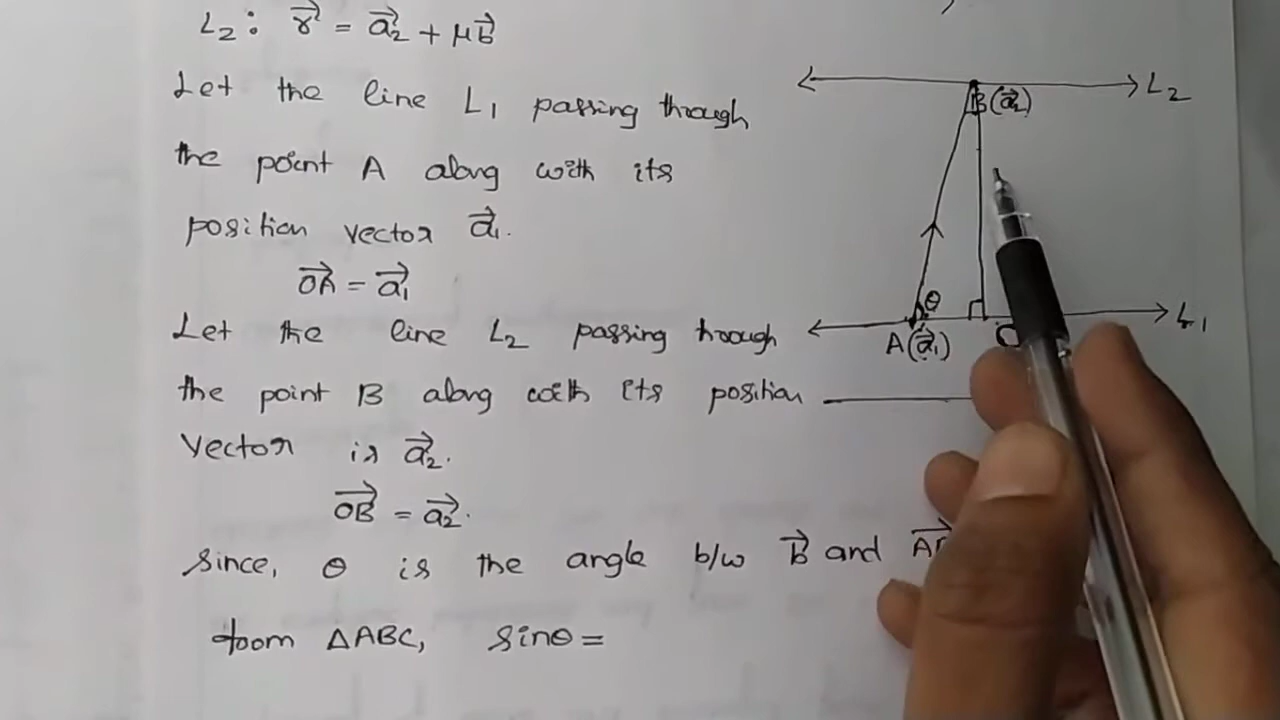 L₂: r⃗ = a⃗₂ + μb⃗
Let the line L₁ passing through
the point A along with its
position vector a⃗₁.
OA⃗ = a⃗₁
Let the line L₂ passing through
the point B along with its position
vector is a⃗₂.
OB⃗ = a⃗₂.
since, θ is the angle b/w b⃗ and
from ΔABC, sinθ =
L₂
B(a⃗₂)
θ
L₁
A(a⃗₁)